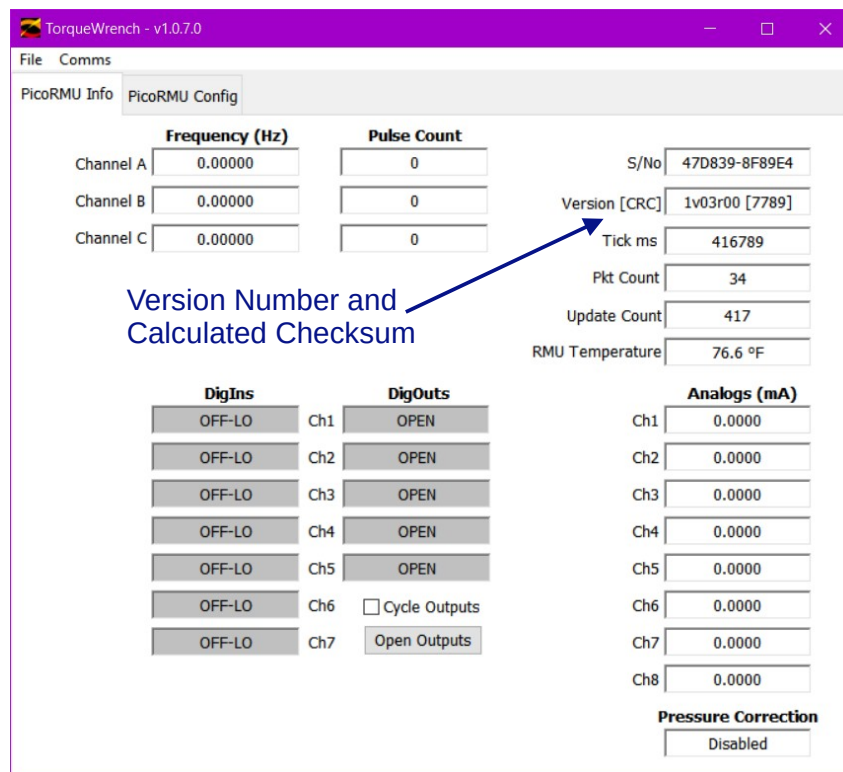 TorqueWrench - v1.0.7.0
File Comms
PicoRMU Info PicoRMU Config
Frequency (Hz) Pulse Count
Channel A 0.00000 0 S/No 47D839-8F89E4
Channel B 0.00000 0 Version [CRC] 1v03r00 [7789]
Channel C 0.00000 0 Tick ms 416789
Pkt Count 34
Version Number and
Calculated Checksum
Update Count 417
RMU Temperature 76.6 ºF
DigIns DigOuts Analogs (mA)
OFF-LO Ch1 OPEN Ch1 0.0000
OFF-LO Ch2 OPEN Ch2 0.0000
OFF-LO Ch3 OPEN Ch3 0.0000
OFF-LO Ch4 OPEN Ch4 0.0000
OFF-LO Ch5 OPEN Ch5 0.0000
OFF-LO Ch6 Cycle Outputs Ch6 0.0000
OFF-LO Ch7 Open Outputs Ch7 0.0000
Ch8 0.0000
Pressure Correction
Disabled